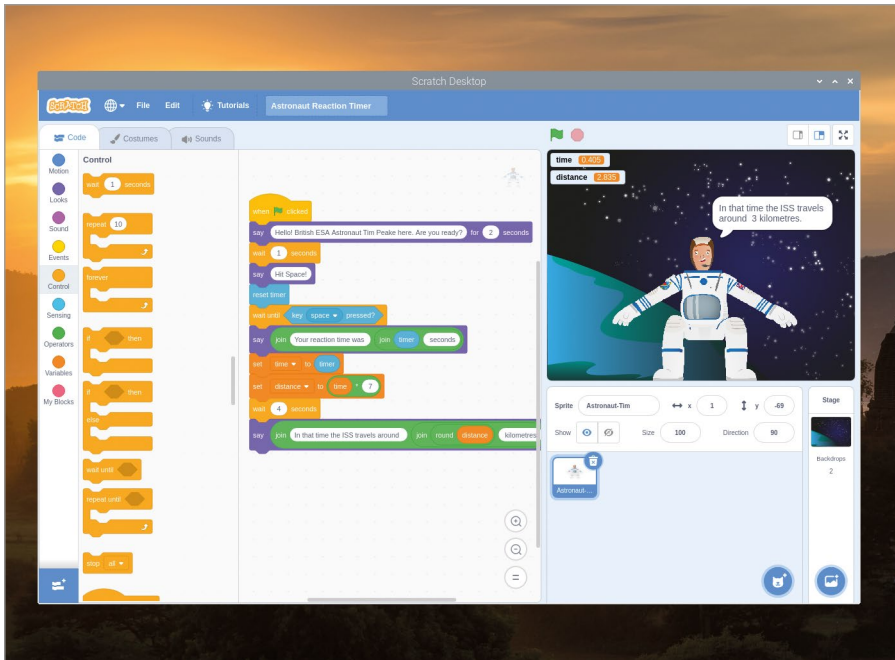 Scratch Desktop
SCRATCH File Edit Tutorials Astronaut Reaction Timer
Code Costumes Sounds
Motion
Looks
Sound
Events
Control
Sensing
Operators
Variables
My Blocks
Control
wait 1 seconds
repeat 10
forever
if then
if then
else
wait until
repeat until
stop all
when clicked
say Hello! British ESA Astronaut Tim Peake here. Are you ready? for 2 seconds
wait 1 seconds
say Hit Space!
reset timer
wait until key space pressed?
say join Your reaction time was join timer seconds
set time to timer
set distance to time * 7
wait 4 seconds
say join In that time the ISS travels around join round distance kilometres
time 0.405
distance 2.835
In that time the ISS travels
around 3 kilometres.
Sprite Astronaut-Tim x 1 y -69
Show Size 100 Direction 90
Astronaut-...
Stage
Backdrops
2